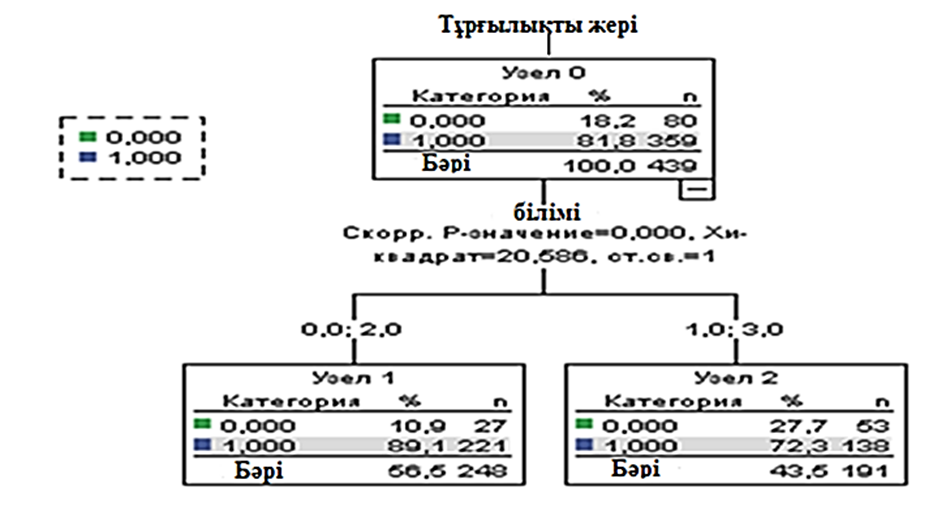 Тұрғылықты жері
Узел 0
Категория % n
0,000 18,2 80
1,000 81,8 359
Бәрі 100,0 439
0,000
1,000
білімі
Скорр. P-значение=0,000, Хи-
квадрат=20,586, ст.св.=1
0,0; 2,0
1,0; 3,0
Узел 1
Категория % n
0,000 10,9 27
1,000 89,1 221
Бәрі 56,5 248
Узел 2
Категория % n
0,000 27,7 53
1,000 72,3 138
Бәрі 43,5 191